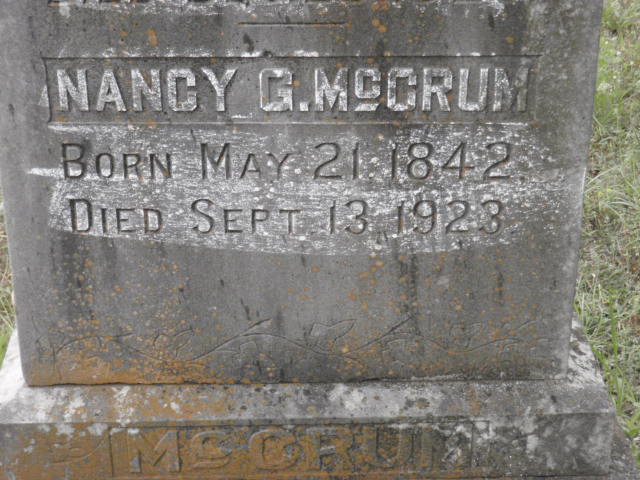 NANCY G. McCRUM
BORN MAY 21. 1842.
DIED SEPT. 13. 1923.
McCRUM